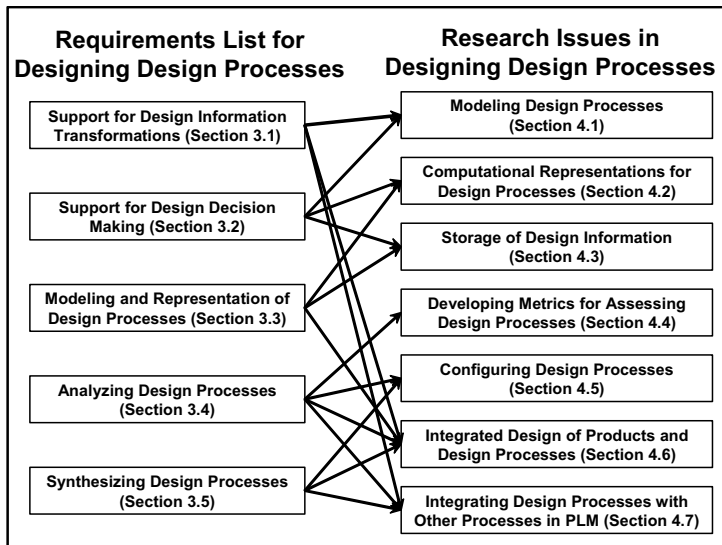 Requirements List for
Designing Design Processes
Support for Design Information
Transformations (Section 3.1)
Support for Design Decision
Making (Section 3.2)
Modeling and Representation of
Design Processes (Section 3.3)
Analyzing Design Processes
(Section 3.4)
Synthesizing Design Processes
(Section 3.5)
Research Issues in
Designing Design Processes
Modeling Design Processes
(Section 4.1)
Computational Representations for
Design Processes (Section 4.2)
Storage of Design Information
(Section 4.3)
Developing Metrics for Assessing
Design Processes (Section 4.4)
Configuring Design Processes
(Section 4.5)
Integrated Design of Products and
Design Processes (Section 4.6)
Integrating Design Processes with
Other Processes in PLM (Section 4.7)